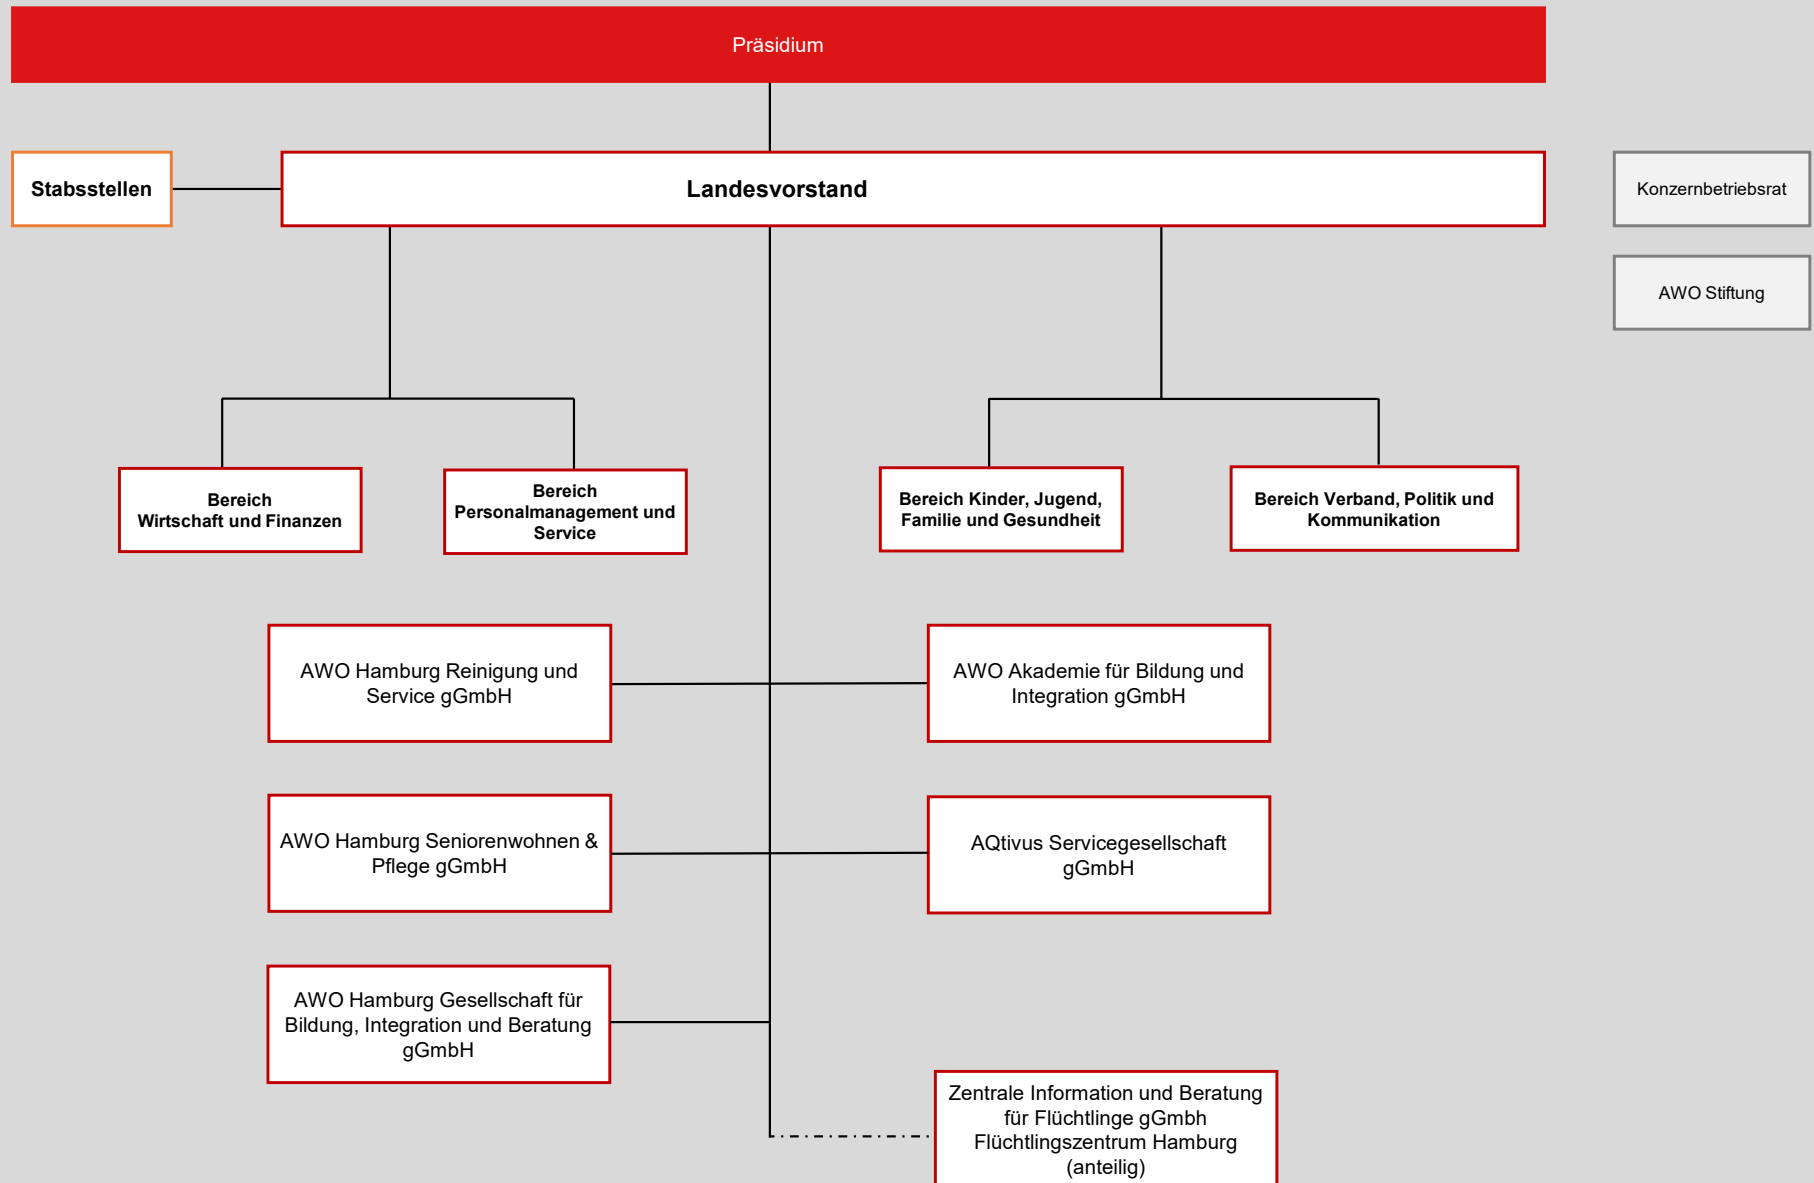 Präsidium
Stabsstellen
Landesvorstand
Konzernbetriebsrat
AWO Stiftung
Bereich
Wirtschaft und Finanzen
Bereich
Personalmanagement und
Service
Bereich Kinder, Jugend,
Familie und Gesundheit
Bereich Verband, Politik und
Kommunikation
AWO Hamburg Reinigung und
Service gGmbH
AWO Akademie für Bildung und
Integration gGmbH
AWO Hamburg Seniorenwohnen &
Pflege gGmbH
AQtivus Servicegesellschaft
gGmbH
AWO Hamburg Gesellschaft für
Bildung, Integration und Beratung
gGmbH
Zentrale Information und Beratung
für Flüchtlinge gGmbh
Flüchtlingszentrum Hamburg
(anteilig)